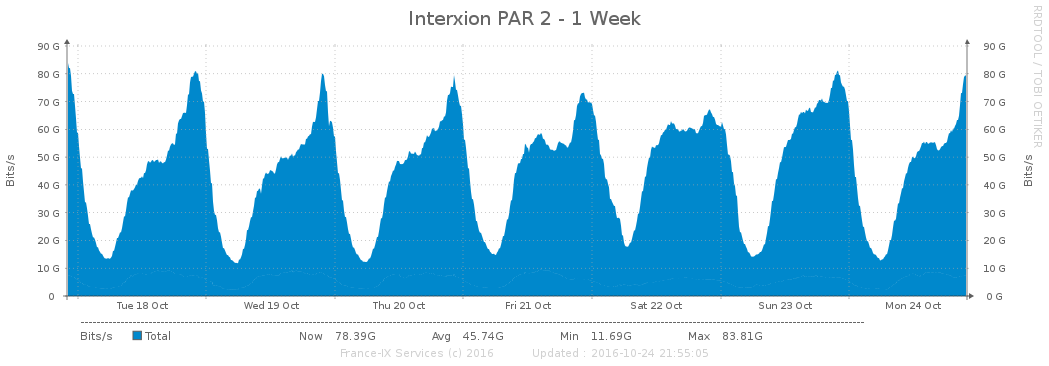 Interxion PAR 2 - 1 Week
RRDTOOL / TOBI OETIKER
Bits/s
Bits/s
90 G 90 G
80 G 80 G
70 G 70 G
60 G 60 G
50 G 50 G
40 G 40 G
30 G 30 G
20 G 20 G
10 G 10 G
0 0 G
Tue 18 Oct Wed 19 Oct Thu 20 Oct Fri 21 Oct Sat 22 Oct Sun 23 Oct Mon 24 Oct
Bits/s Total Now 78.39G Avg 45.74G Min 11.69G Max 83.81G
France-IX Services (c) 2016 Updated : 2016-10-24 21:55:05